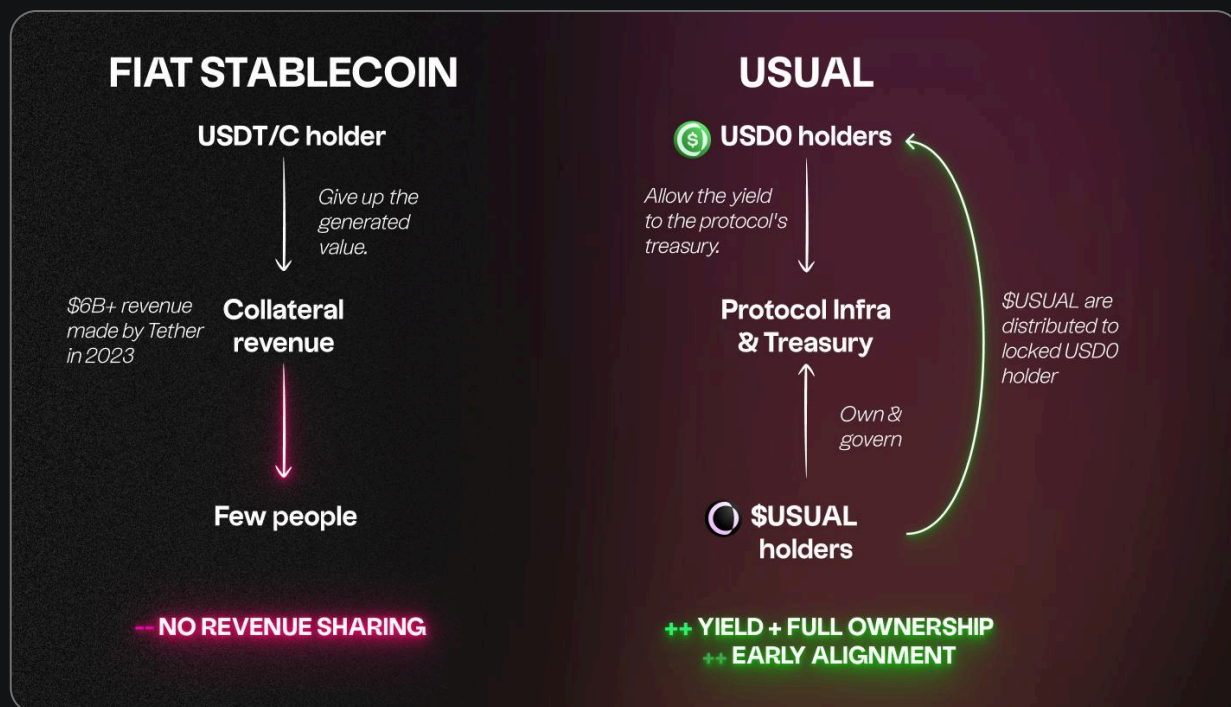 FIAT STABLECOIN
USDT/C holder
Give up the
generated
value.
$6B+ revenue
made by Tether
in 2023
Collateral
revenue
Few people
-- NO REVENUE SHARING
USUAL
$
USD0 holders
Allow the yield
to the protocol's
treasury.
Protocol Infra
& Treasury
$USUAL are
distributed to
locked USD0
holder
Own &
govern
$USUAL
holders
++ YIELD + FULL OWNERSHIP
++ EARLY ALIGNMENT